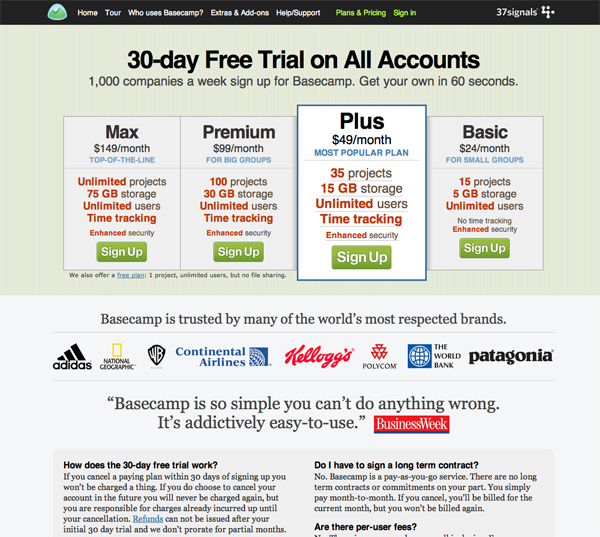 Home Tour Who uses Basecamp? Extras & Add-ons Help/Support Plans & Pricing Sign in 37signals
30-day Free Trial on All Accounts
1,000 companies a week sign up for Basecamp. Get your own in 60 seconds.
Max
$149/month
TOP-OF-THE-LINE
Unlimited projects
75 GB storage
Unlimited users
Time tracking
Enhanced security
Sign Up
Premium
$99/month
FOR BIG GROUPS
100 projects
30 GB storage
Unlimited users
Time tracking
Enhanced security
Sign Up
Plus
$49/month
MOST POPULAR PLAN
35 projects
15 GB storage
Unlimited users
Time tracking
Enhanced security
Sign Up
Basic
$24/month
FOR SMALL GROUPS
15 projects
5 GB storage
Unlimited users
No time tracking
Enhanced security
Sign Up
We also offer a free plan: 1 project, unlimited users, but no file sharing.
Basecamp is trusted by many of the world's most respected brands.
adidas
NATIONAL
GEOGRAPHIC
WB
Continental
Airlines
Kellogg's
POLYCOM
THE
WORLD
BANK
patagonia
“Basecamp is so simple you can't do anything wrong.
It's addictively easy-to-use.” BusinessWeek
How does the 30-day free trial work?
If you cancel a paying plan within 30 days of signing up you
won't be charged a thing. If you do choose to cancel your
account in the future you will never be charged again, but
you are responsible for charges already incurred up until
your cancellation. Refunds can not be issued after your
initial 30 day trial and we don't prorate for partial months.
Do I have to sign a long term contract?
No. Basecamp is a pay-as-you-go service. There are no long
term contracts or commitments on your part. You simply
pay month-to-month. If you cancel, you'll be billed for the
current month, but you won't be billed again.
Are there per-user fees?